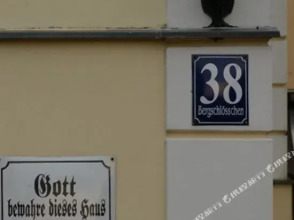 38
Bergschlösschen
Gott
bewahre dieses Haus